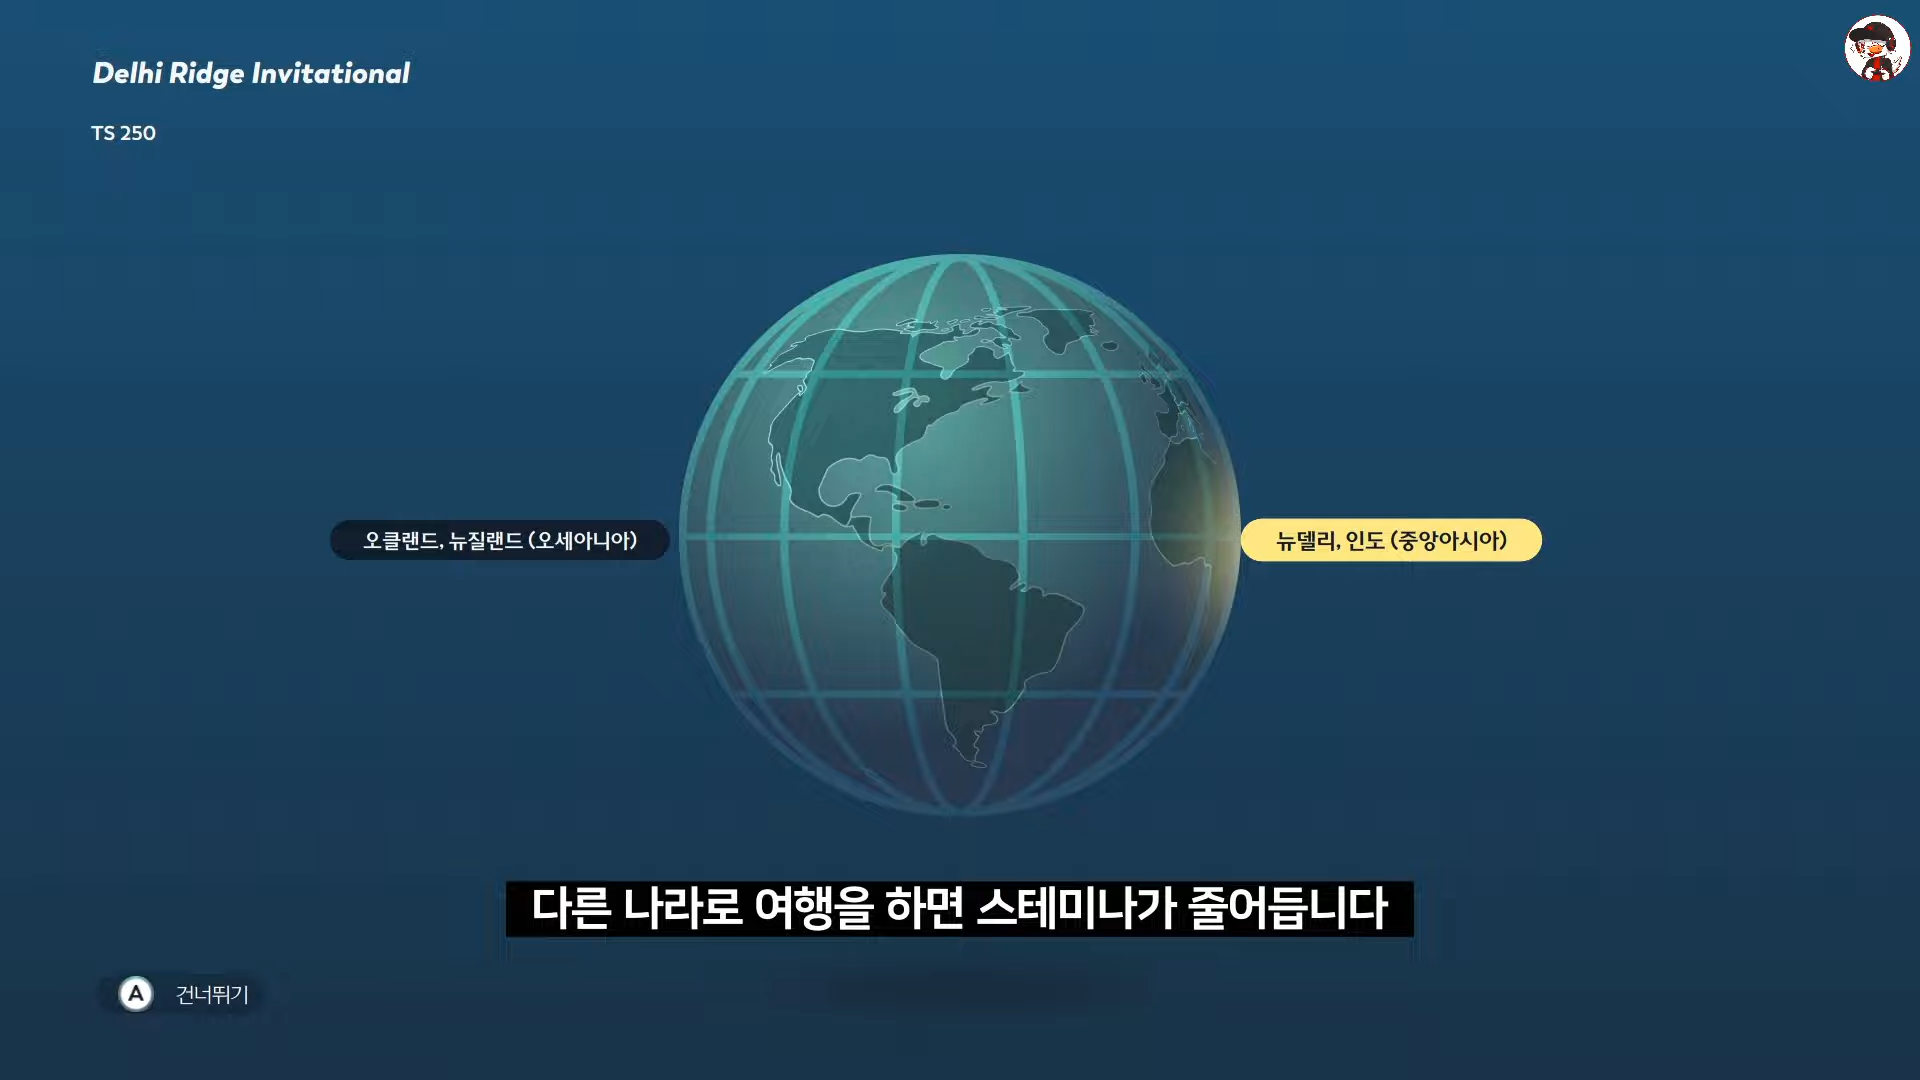 Delhi Ridge Invitational
TS 250
오클랜드, 뉴질랜드 (오세아니아)
뉴델리, 인도 (중앙아시아)
다른 나라로 여행을 하면 스테미나가 줄어듭니다
A 건너뛰기